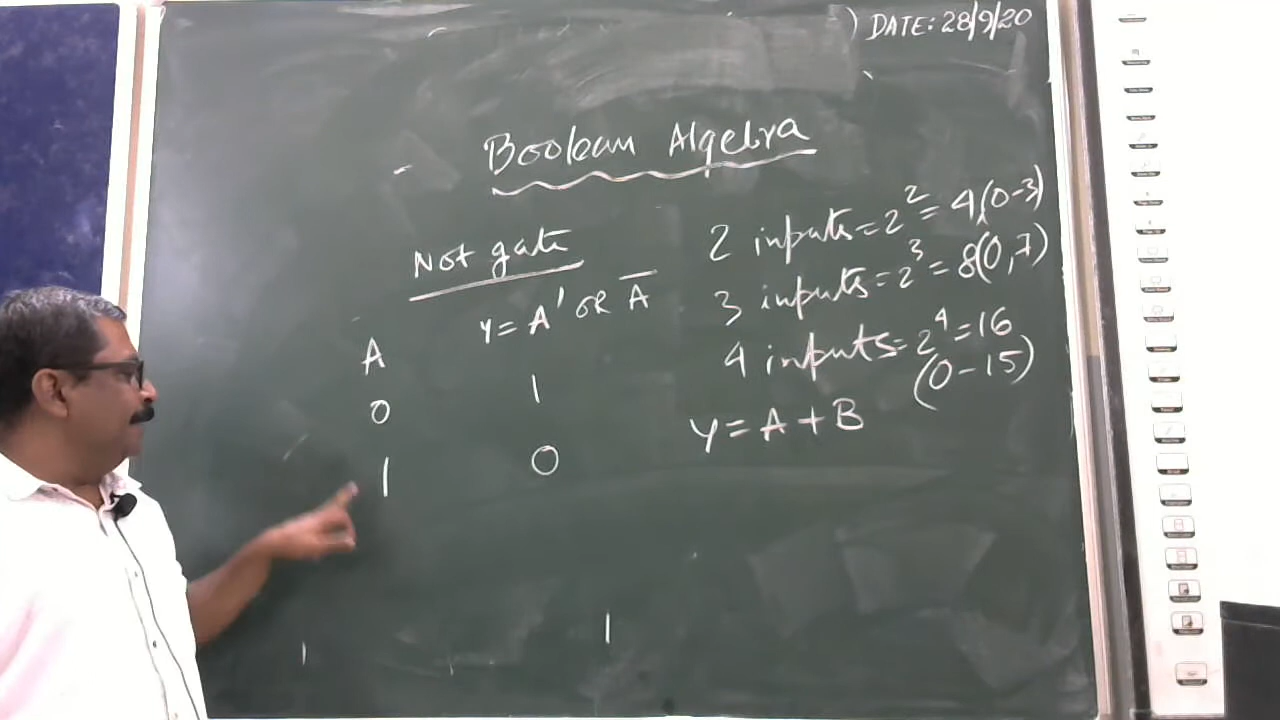 ) DATE: 28/9/20
Boolean Algebra
Not gate
A
Y = A' OR A̅
0 1
1 0
2 inputs = 2² = 4(0-3)
3 inputs = 2³ = 8(0,7)
4 inputs = 2⁴ = 16
(0-15)
Y = A + B